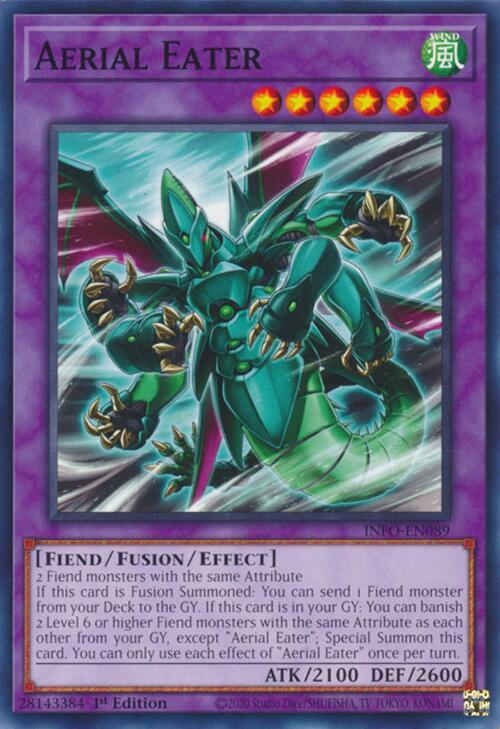 AERIAL EATER
WIND
風
INFO-EN089
[FIEND/FUSION/EFFECT]
2 Fiend monsters with the same Attribute
If this card is Fusion Summoned: You can send 1 Fiend monster
from your Deck to the GY. If this card is in your GY: You can banish
2 Level 6 or higher Fiend monsters with the same Attribute as each
other from your GY, except "Aerial Eater"; Special Summon this
card. You can only use each effect of "Aerial Eater" once per turn.
ATK/2100 DEF/2600
28143384 1st Edition ©2020 Studio Dice/SHUEISHA, TV TOKYO, KONAMI